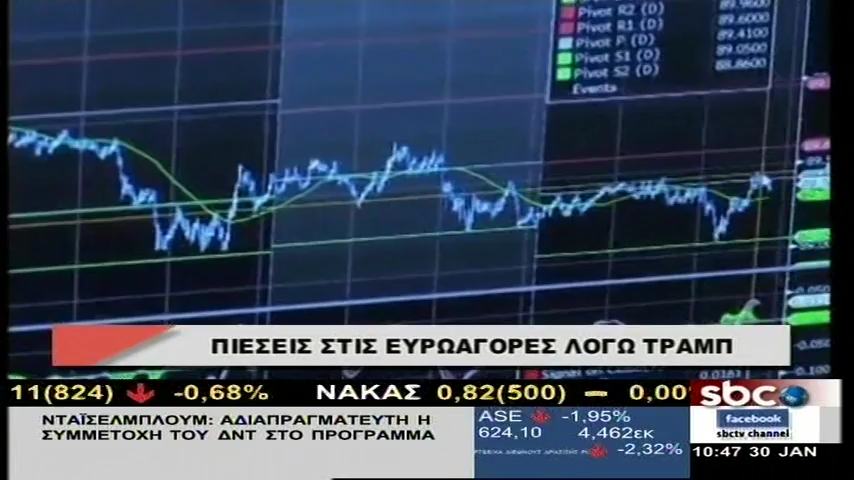 Pivot R2 (D) 89.9600
Pivot R1 (D) 89.6000
Pivot P (D) 89.4100
Pivot S1 (D) 89.0500
Pivot S2 (D) 88.8600
Events
ΠΙΕΣΕΙΣ ΣΤΙΣ ΕΥΡΩΑΓΟΡΕΣ ΛΟΓΩ ΤΡΑΜΠ
11(824) -0,68% ΝΑΚΑΣ 0,82(500) 0,00
sbc
ΝΤΑΪΣΕΛΜΠΛΟΥΜ: ΑΔΙΑΠΡΑΓΜΑΤΕΥΤΗ Η
ΣΥΜΜΕΤΟΧΗ ΤΟΥ ΔΝΤ ΣΤΟ ΠΡΟΓΡΑΜΜΑ
ASE -1,95%
624,10 4,462εκ
-2,32%
facebook
sbctv channel
10:47 30 JAN